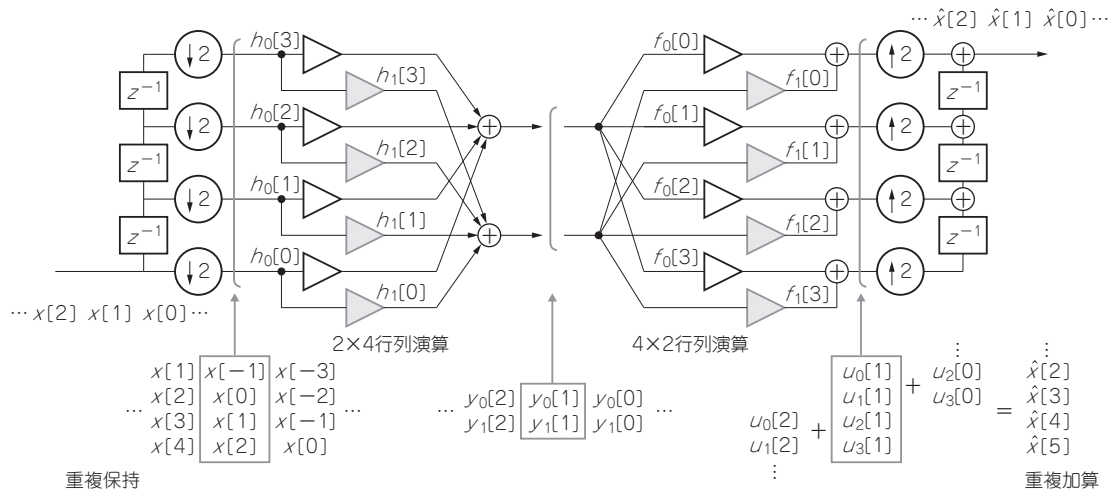 … x̂[2] x̂[1] x̂[0]…
↓2 h₀[3] f₀[0] + ↑2 +
z⁻¹ h₁[3] f₁[0] z⁻¹
↓2 h₀[2] + f₀[1] + ↑2 +
z⁻¹ h₁[2] f₁[1] z⁻¹
↓2 h₀[1] f₀[2] + ↑2 +
z⁻¹ h₁[1] + f₁[2] z⁻¹
↓2 h₀[0] f₀[3] + ↑2
h₁[0] f₁[3]
… x[2] x[1] x[0]…
2×4行列演算 4×2行列演算
x[1] x[−1] x[−3]
x[2] x[0] x[−2]
… x[3] x[1] x[−1] …
x[4] x[2] x[0]
… y₀[2] y₀[1] y₀[0] …
y₁[2] y₁[1] y₁[0]
⋮ ⋮
u₀[1] + u₂[0] x̂[2]
u₁[1] u₃[0] = x̂[3]
u₀[2] + u₂[1] x̂[4]
u₁[2] u₃[1] x̂[5]
⋮
重複保持 重複加算